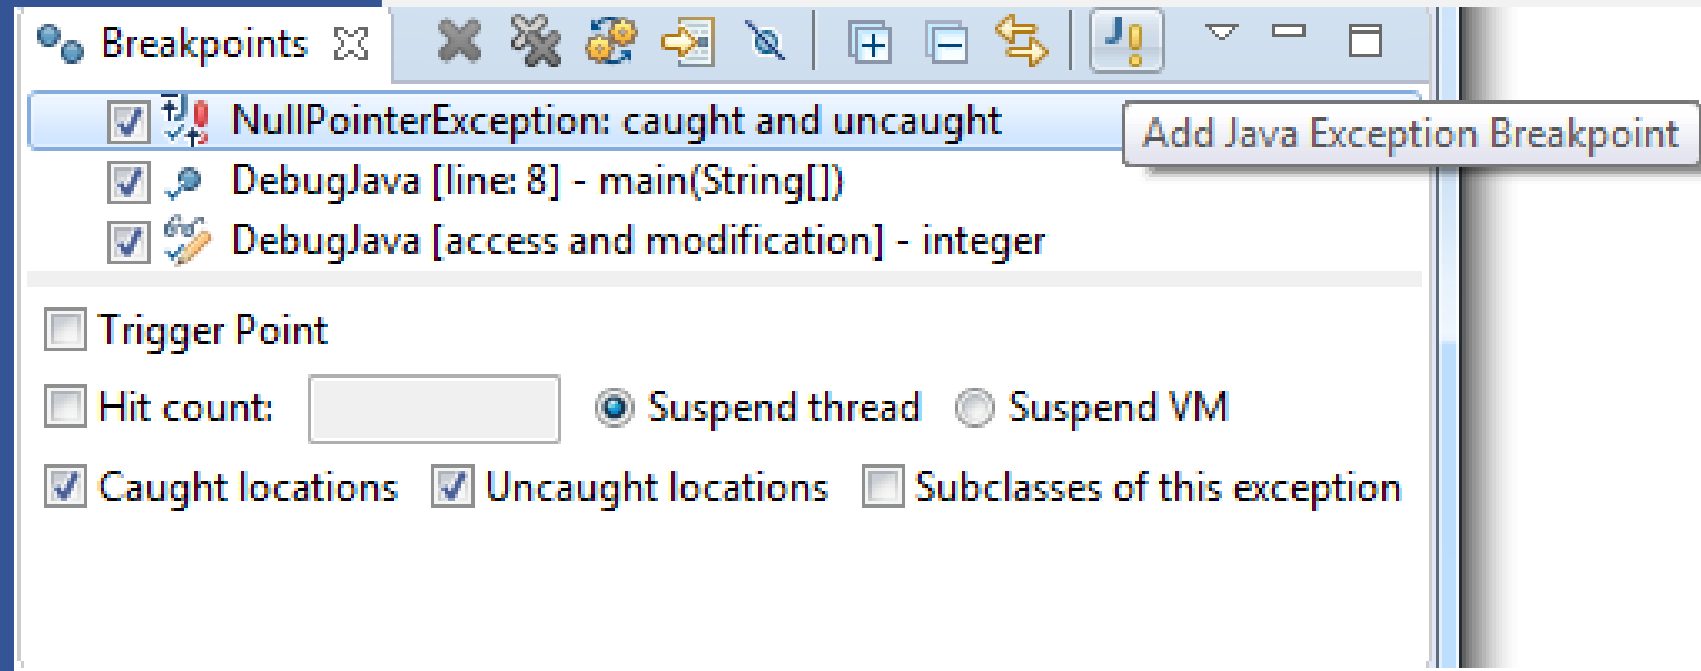 Breakpoints
NullPointerException: caught and uncaught
Add Java Exception Breakpoint
DebugJava [line: 8] - main(String[])
DebugJava [access and modification] - integer
Trigger Point
Hit count: Suspend thread Suspend VM
Caught locations Uncaught locations Subclasses of this exception